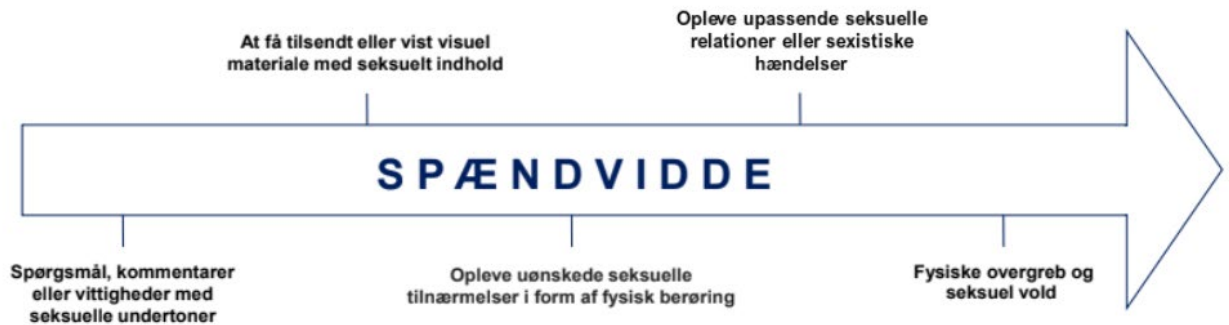 At få tilsendt eller vist visuel
materiale med seksuelt indhold
Opleve upassende seksuelle
relationer eller sexistiske
hændelser
SPÆNDVIDDE
Spørgsmål, kommentarer
eller vittigheder med
seksuelle undertoner
Opleve uønskede seksuelle
tilnærmelser i form af fysisk berøring
Fysiske overgreb og
seksuel vold